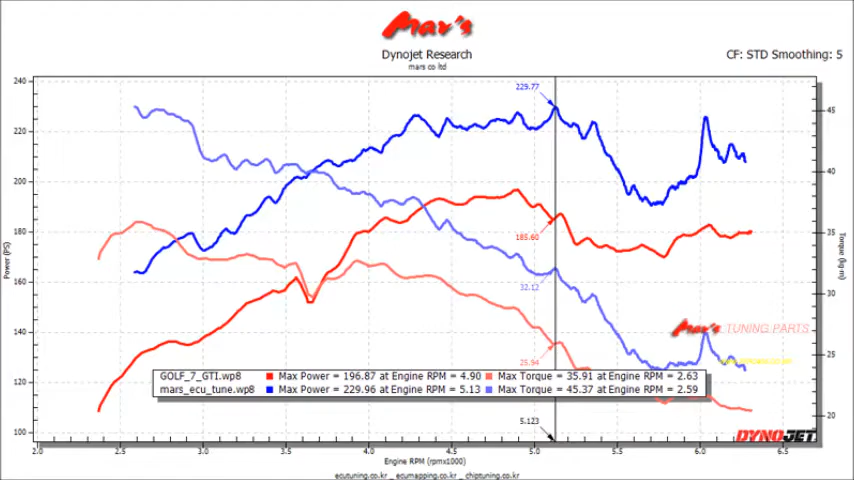 Mar's
Dynojet Research
mars co ltd
CF: STD Smoothing: 5
240
220
200
180
160
140
120
100
Power (PS)
45
40
35
30
25
20
Torque (kg-m)
229.77
185.60
32.12
25.94
5.123
Mar's TUNING PARTS
GOLF_7_GTI.wp8 Max Power = 196.87 at Engine RPM = 4.90 Max Torque = 35.91 at Engine RPM = 2.63
mars_ecu_tune.wp8 Max Power = 229.96 at Engine RPM = 5.13 Max Torque = 45.37 at Engine RPM = 2.59
DYNOJET
2.0 2.5 3.0 3.5 4.0 4.5 5.0 5.5 6.0 6.5
Engine RPM (rpmx1000)
ecutuning.co.kr _ ecumapping.co.kr _ chiptuning.co.kr